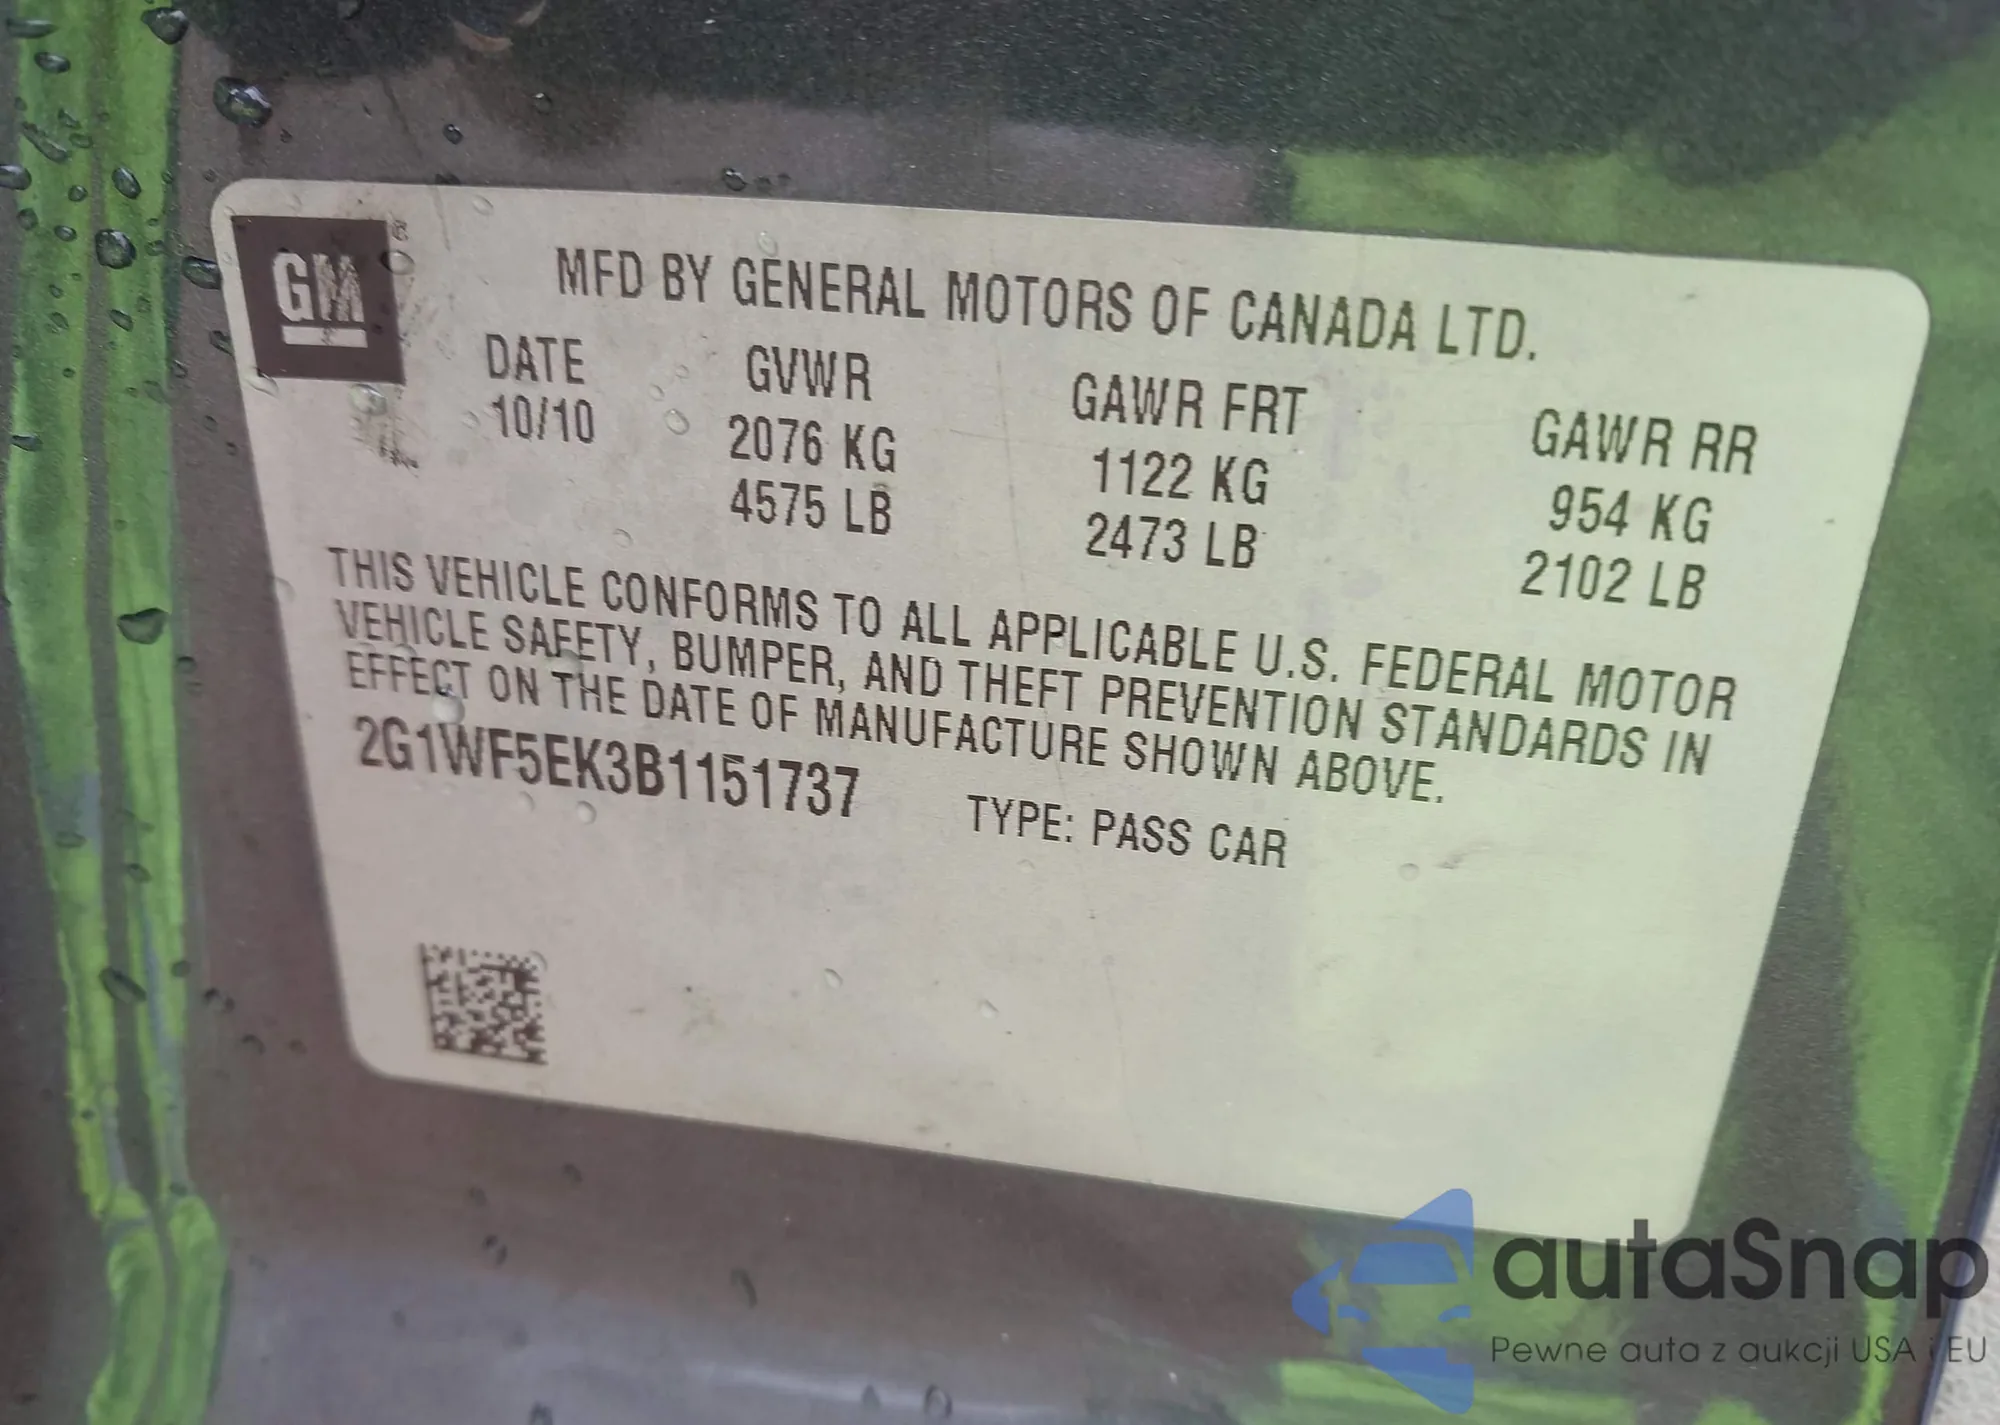 GM
MFD BY GENERAL MOTORS OF CANADA LTD.
DATE GVWR GAWR FRT GAWR RR
10/10 2076 KG 1122 KG 954 KG
4575 LB 2473 LB 2102 LB
THIS VEHICLE CONFORMS TO ALL APPLICABLE U.S. FEDERAL MOTOR
VEHICLE SAFETY, BUMPER, AND THEFT PREVENTION STANDARDS IN
EFFECT ON THE DATE OF MANUFACTURE SHOWN ABOVE.
2G1WF5EK3B1151737 TYPE: PASS CAR
autaSnap
Pewne auta z aukcji USA i EU